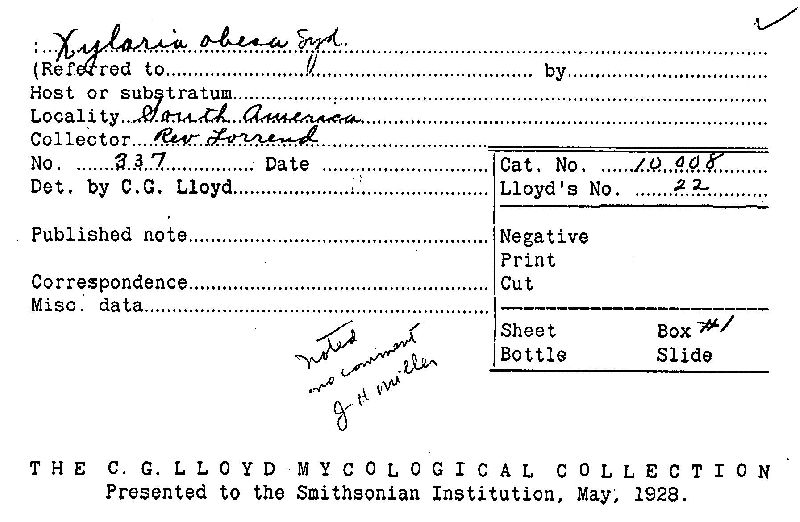 : Xylaria obesa Syd.
(Referred to by
Host or substratum
Locality South America
Collector Rev Torrend
No. 337 Date
Det. by C.G. Lloyd
Cat. No. 10,008
Lloyd's No. 22
Published note
Correspondence
Misc. data
Negative
Print
Cut
Sheet Box #1
Bottle Slide
noted
no comment
J H Miller
THE C. G. LLOYD MYCOLOGICAL COLLECTION
Presented to the Smithsonian Institution, May, 1928.